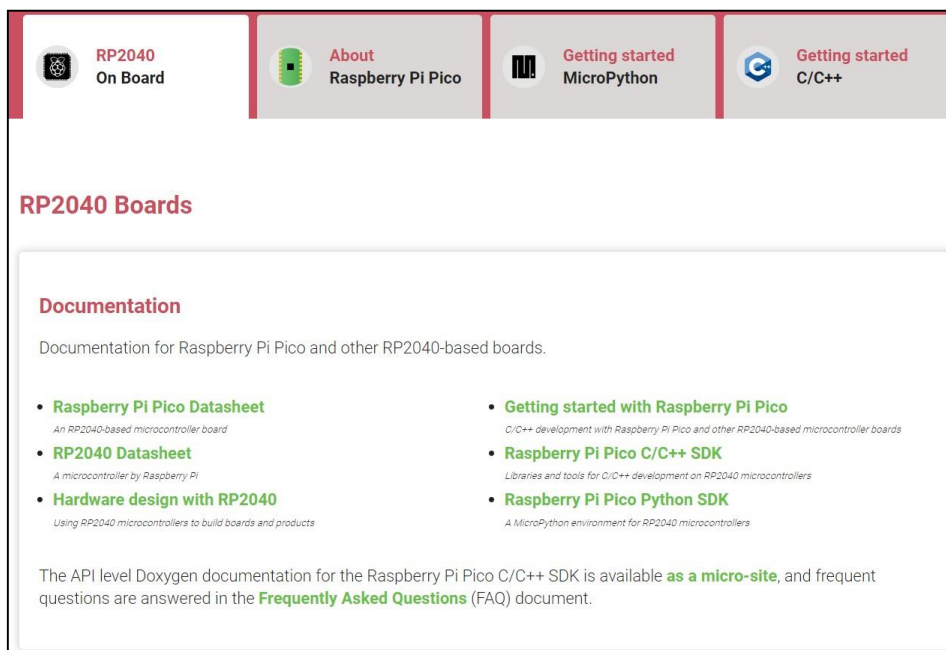 RP2040
On Board
About
Raspberry Pi Pico
Getting started
MicroPython
Getting started
C/C++
RP2040 Boards
Documentation
Documentation for Raspberry Pi Pico and other RP2040-based boards.
Raspberry Pi Pico Datasheet
An RP2040-based microcontroller board
RP2040 Datasheet
A microcontroller by Raspberry Pi
Hardware design with RP2040
Using RP2040 microcontrollers to build boards and products
Getting started with Raspberry Pi Pico
C/C++ development with Raspberry Pi Pico and other RP2040-based microcontroller boards
Raspberry Pi Pico C/C++ SDK
Libraries and tools for C/C++ development on RP2040 microcontrollers
Raspberry Pi Pico Python SDK
A MicroPython environment for RP2040 microcontrollers
The API level Doxygen documentation for the Raspberry Pi Pico C/C++ SDK is available as a micro-site, and frequent
questions are answered in the Frequently Asked Questions (FAQ) document.